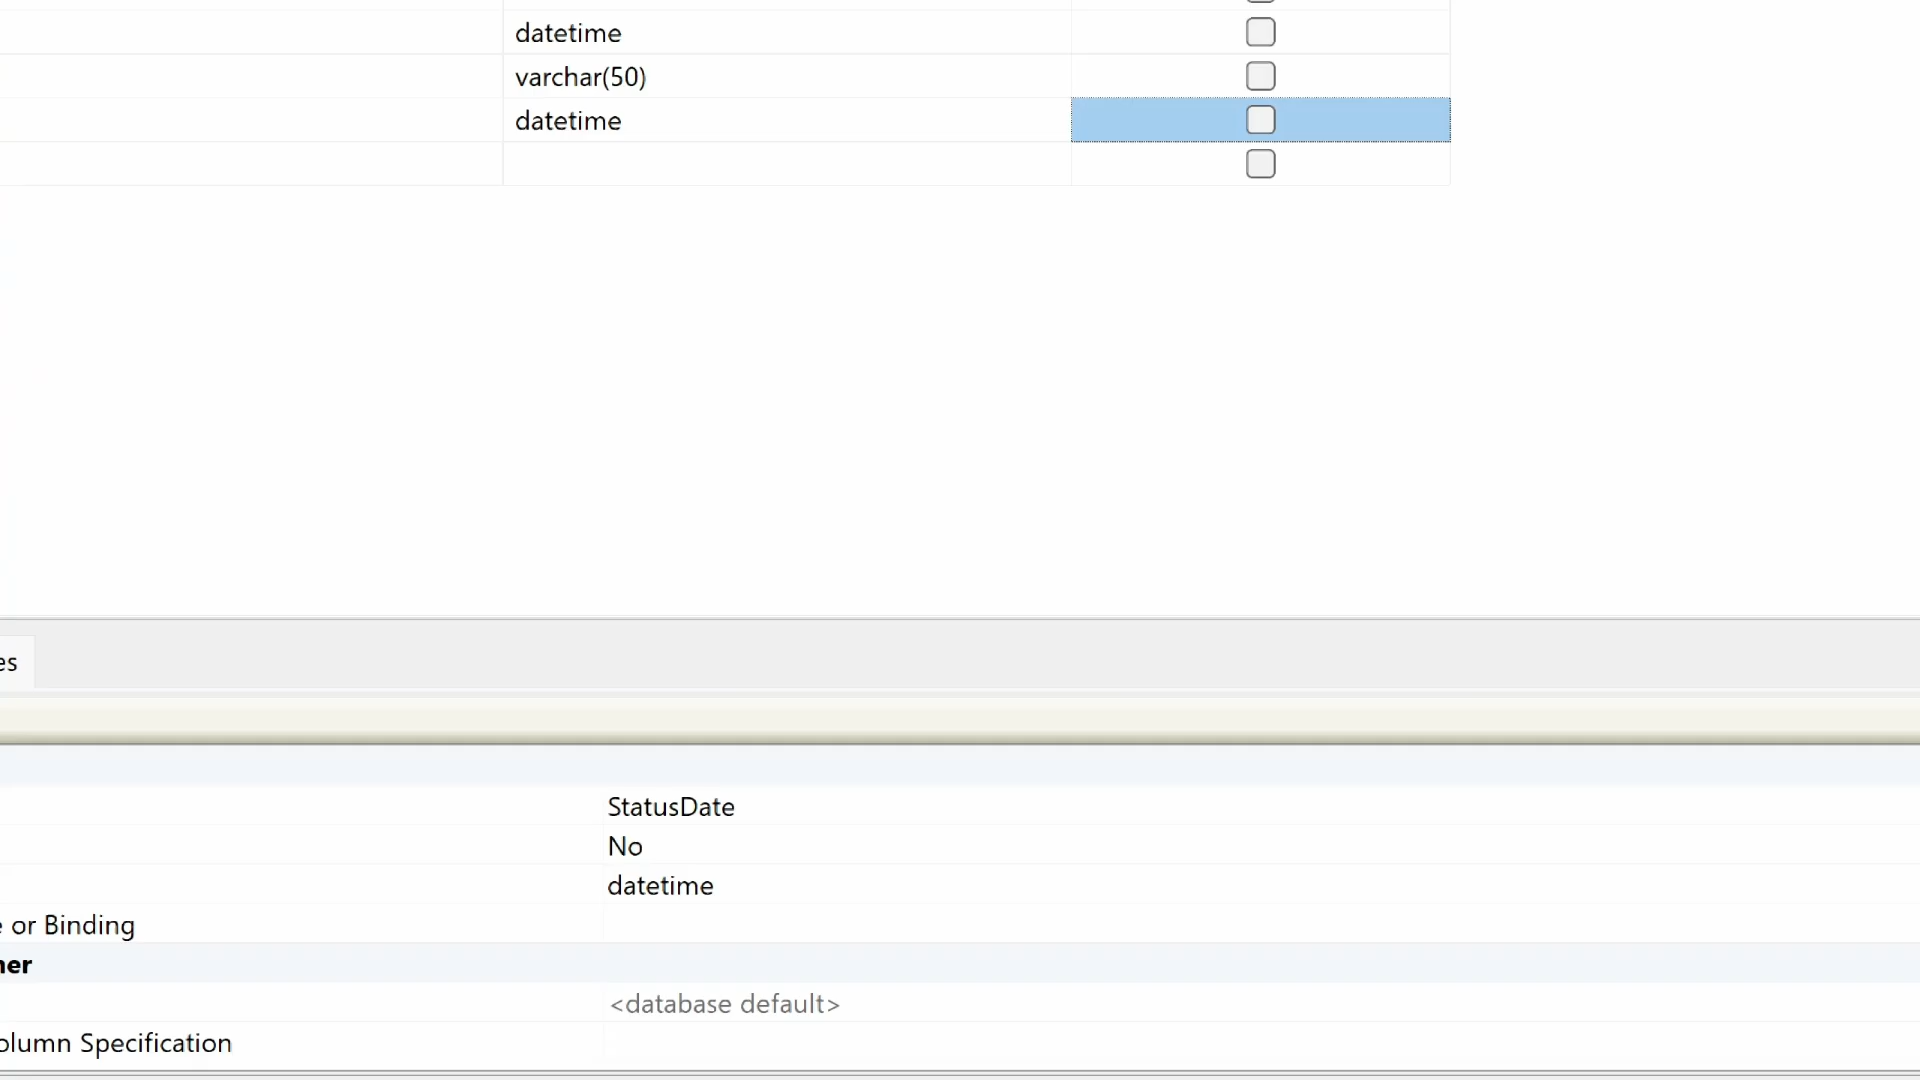 datetime
varchar(50)
datetime
es
StatusDate
No
datetime
or Binding
ner
<database default>
olumn Specification